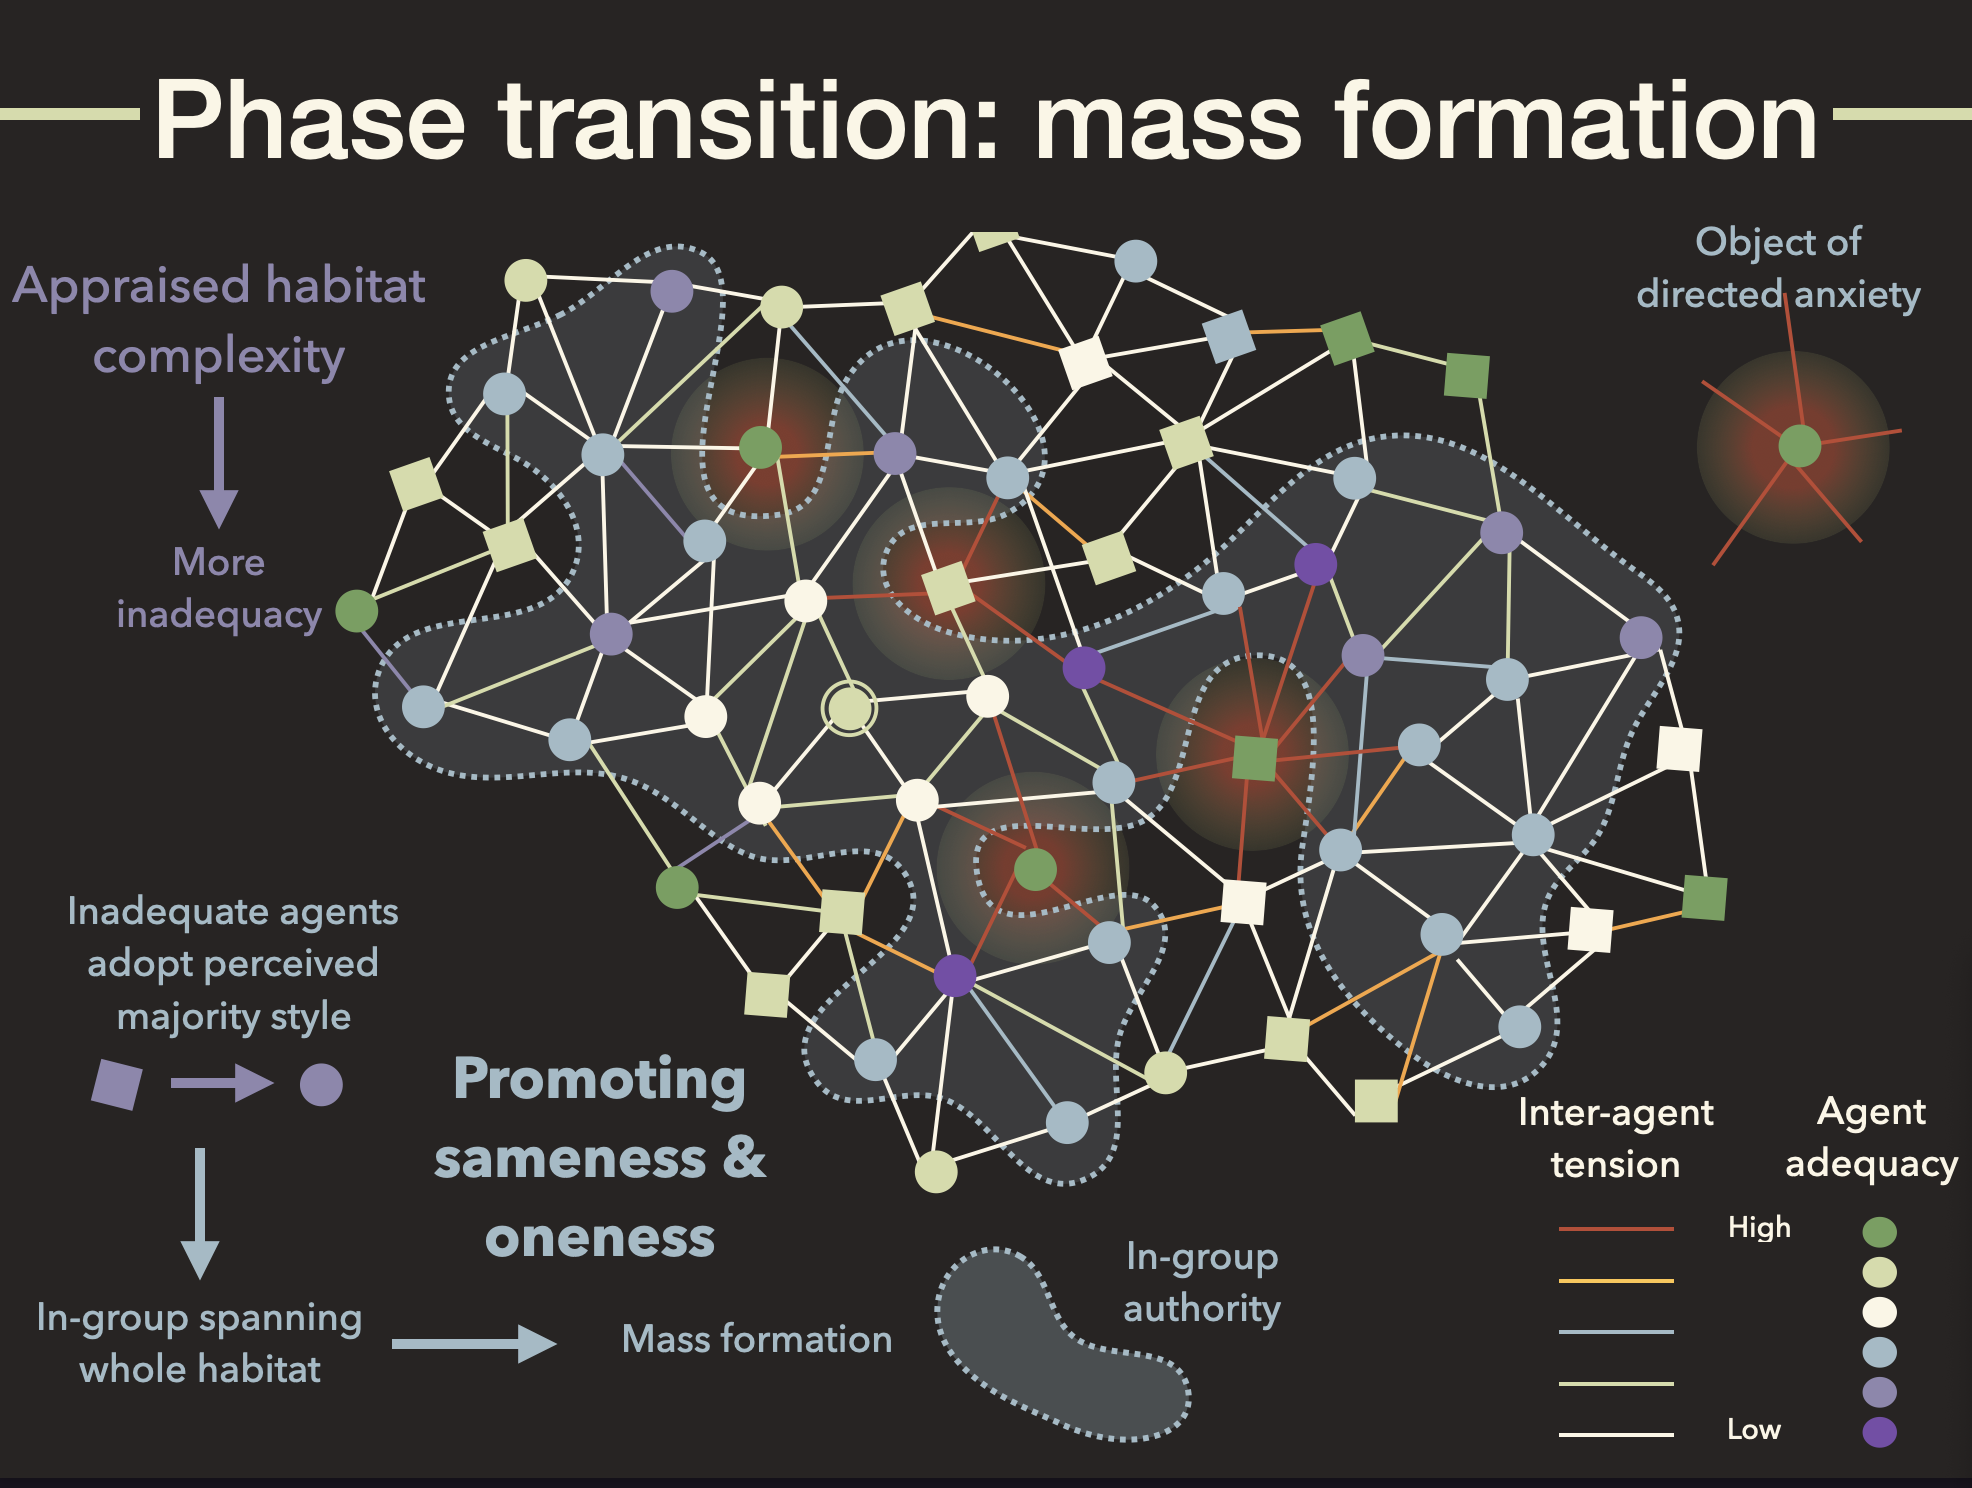 Phase transition: mass formation
Appraised habitat
complexity
More
inadequacy
Object of
directed anxiety
Inadequate agents
adopt perceived
majority style
Promoting
sameness &
oneness
In-group spanning
whole habitat
Mass formation
In-group
authority
Inter-agent
tension
Agent
adequacy
High
Low